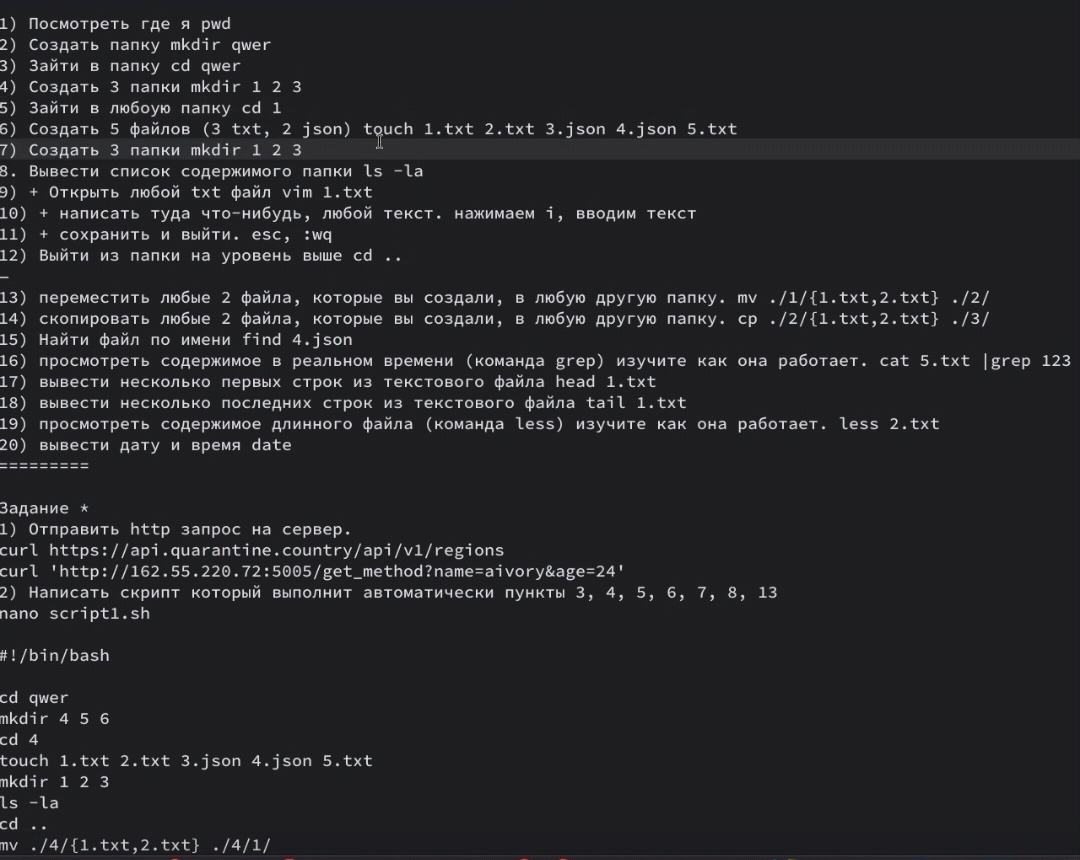 1) Посмотреть где я pwd
2) Создать папку mkdir qwer
3) Зайти в папку cd qwer
4) Создать 3 папки mkdir 1 2 3
5) Зайти в любоую папку cd 1
6) Создать 5 файлов (3 txt, 2 json) touch 1.txt 2.txt 3.json 4.json 5.txt
7) Создать 3 папки mkdir 1 2 3
8. Вывести список содержимого папки ls -la
9) + Открыть любой txt файл vim 1.txt
10) + написать туда что-нибудь, любой текст. нажимаем i, вводим текст
11) + сохранить и выйти. esc, :wq
12) Выйти из папки на уровень выше cd ..
—
13) переместить любые 2 файла, которые вы создали, в любую другую папку. mv ./1/{1.txt,2.txt} ./2/
14) скопировать любые 2 файла, которые вы создали, в любую другую папку. cp ./2/{1.txt,2.txt} ./3/
15) Найти файл по имени find 4.json
16) просмотреть содержимое в реальном времени (команда grep) изучите как она работает. cat 5.txt |grep 123
17) вывести несколько первых строк из текстового файла head 1.txt
18) вывести несколько последних строк из текстового файла tail 1.txt
19) просмотреть содержимое длинного файла (команда less) изучите как она работает. less 2.txt
20) вывести дату и время date
=========
Задание *
1) Отправить http запрос на сервер.
curl https://api.quarantine.country/api/v1/regions
curl 'http://162.55.220.72:5005/get_method?name=aivory&age=24'
2) Написать скрипт который выполнит автоматически пункты 3, 4, 5, 6, 7, 8, 13
nano script1.sh
#!/bin/bash
cd qwer
mkdir 4 5 6
cd 4
touch 1.txt 2.txt 3.json 4.json 5.txt
mkdir 1 2 3
ls -la
cd ..
mv ./4/{1.txt,2.txt} ./4/1/